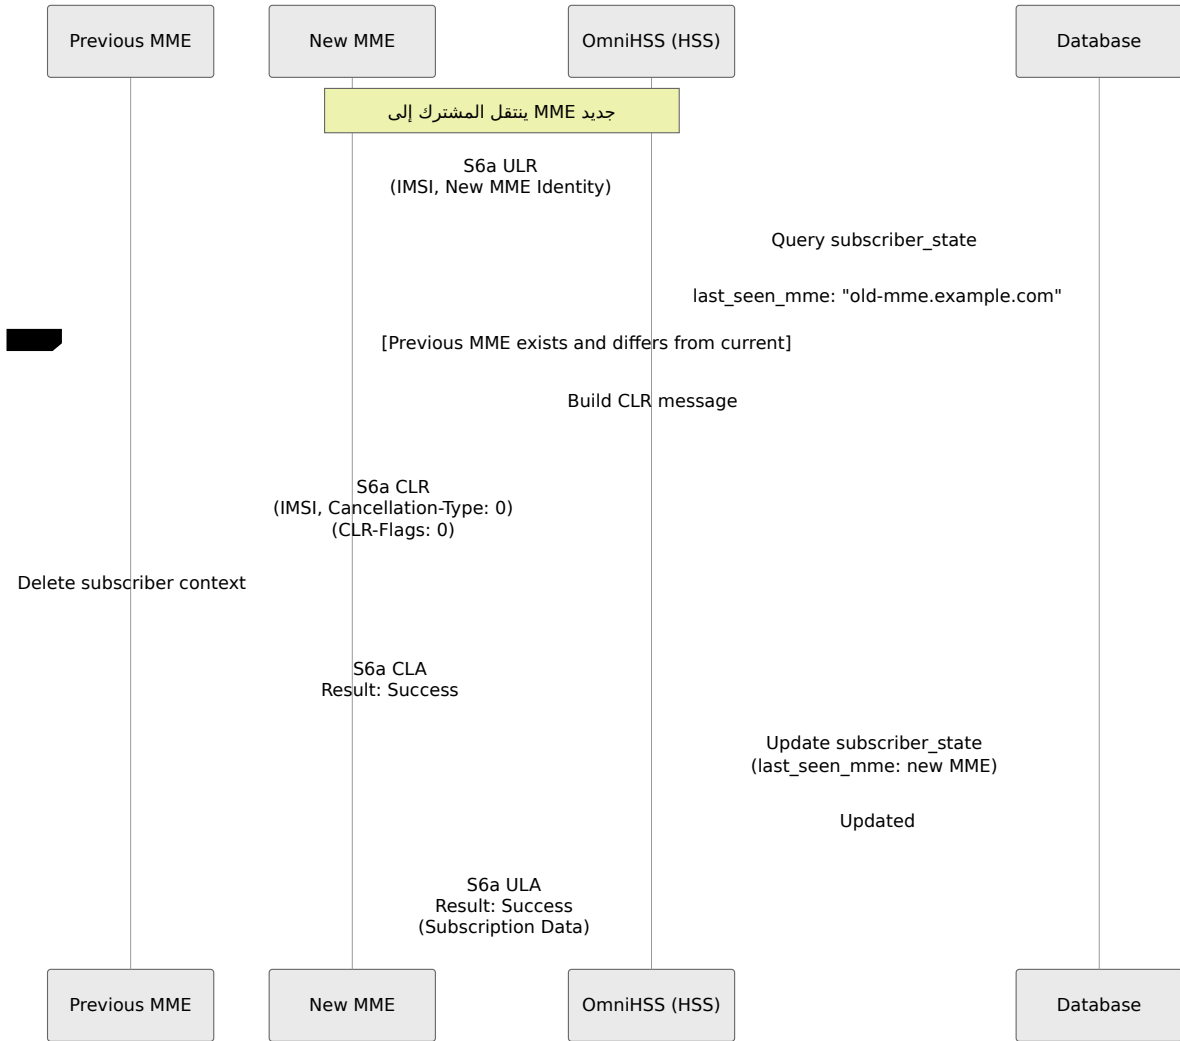 Previous MME
New MME
OmniHSS (HSS)
Database
ينتقل المشترك إلى MME جديد
S6a ULR
(IMSI, New MME Identity)
Query subscriber_state
last_seen_mme: "old-mme.example.com"
[Previous MME exists and differs from current]
Build CLR message
S6a CLR
(IMSI, Cancellation-Type: 0)
(CLR-Flags: 0)
Delete subscriber context
S6a CLA
Result: Success
Update subscriber_state
(last_seen_mme: new MME)
Updated
S6a ULA
Result: Success
(Subscription Data)
Previous MME
New MME
OmniHSS (HSS)
Database